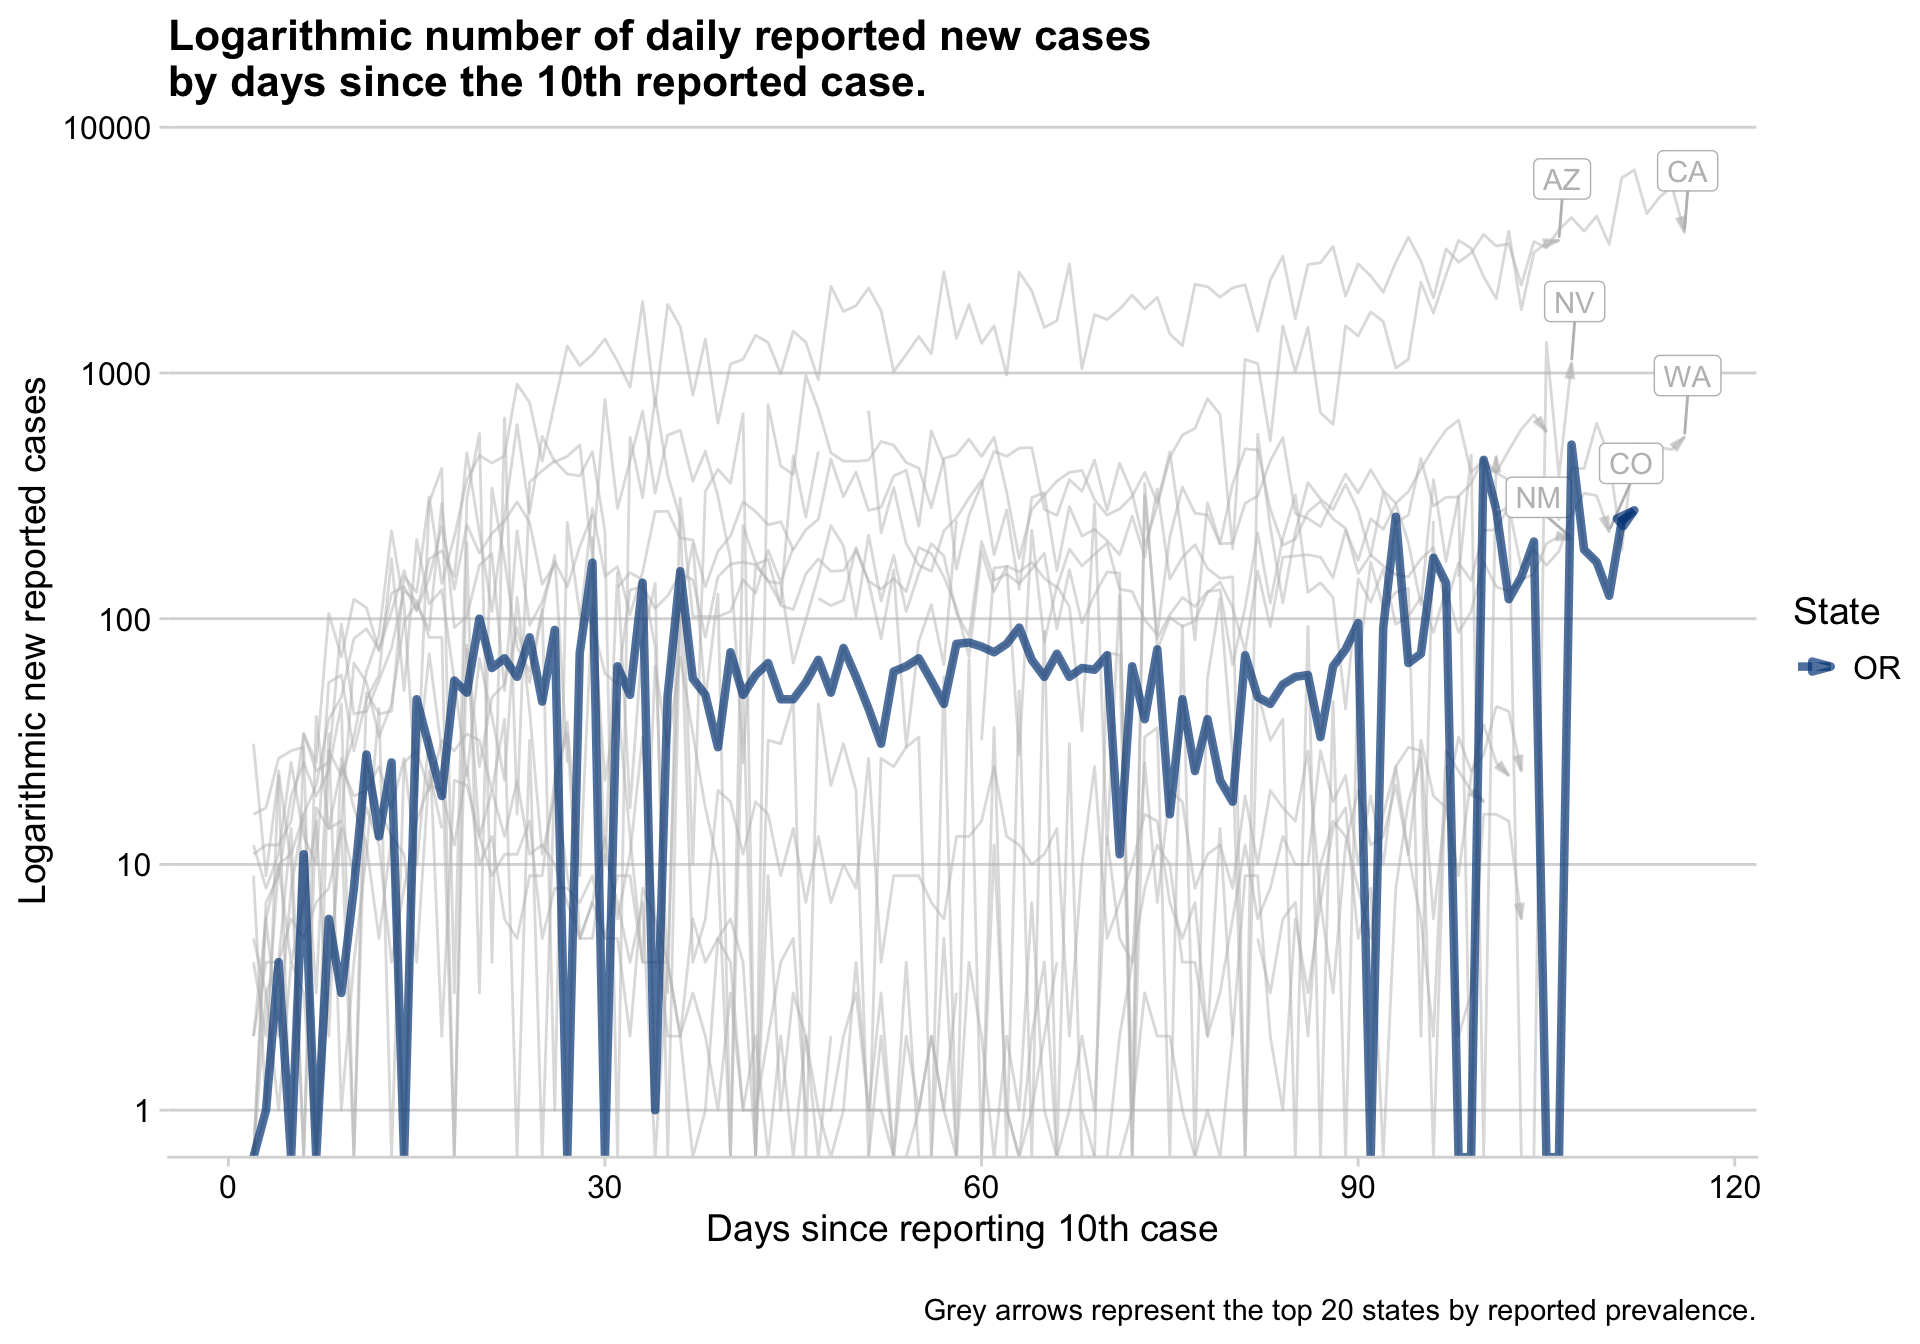 Logarithmic number of daily reported new cases
by days since the 10th reported case.
Logarithmic new reported cases
10000
1000
100
10
1
AZ
CA
NV
WA
CO
NM
State
OR
0
30
60
90
120
Days since reporting 10th case
Grey arrows represent the top 20 states by reported prevalence.